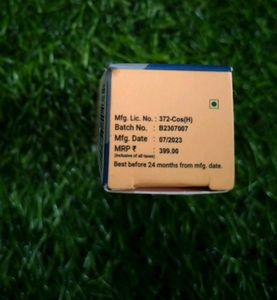 Mfg. Lic. No. : 372-Cos(H)
Batch No. : B2307007
Mfg. Date : 07/2023
MRP ₹ : 399.00
(Inclusive of all taxes)
Best before 24 months from mfg. date.